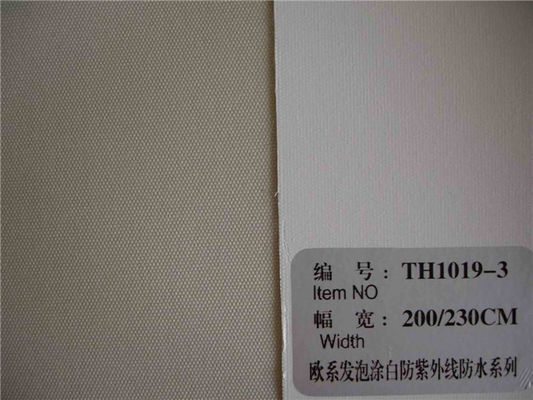 编 号: TH1019-3
Item NO
幅 宽: 200/230CM
Width
欧系发泡涂白防紫外线防水系列